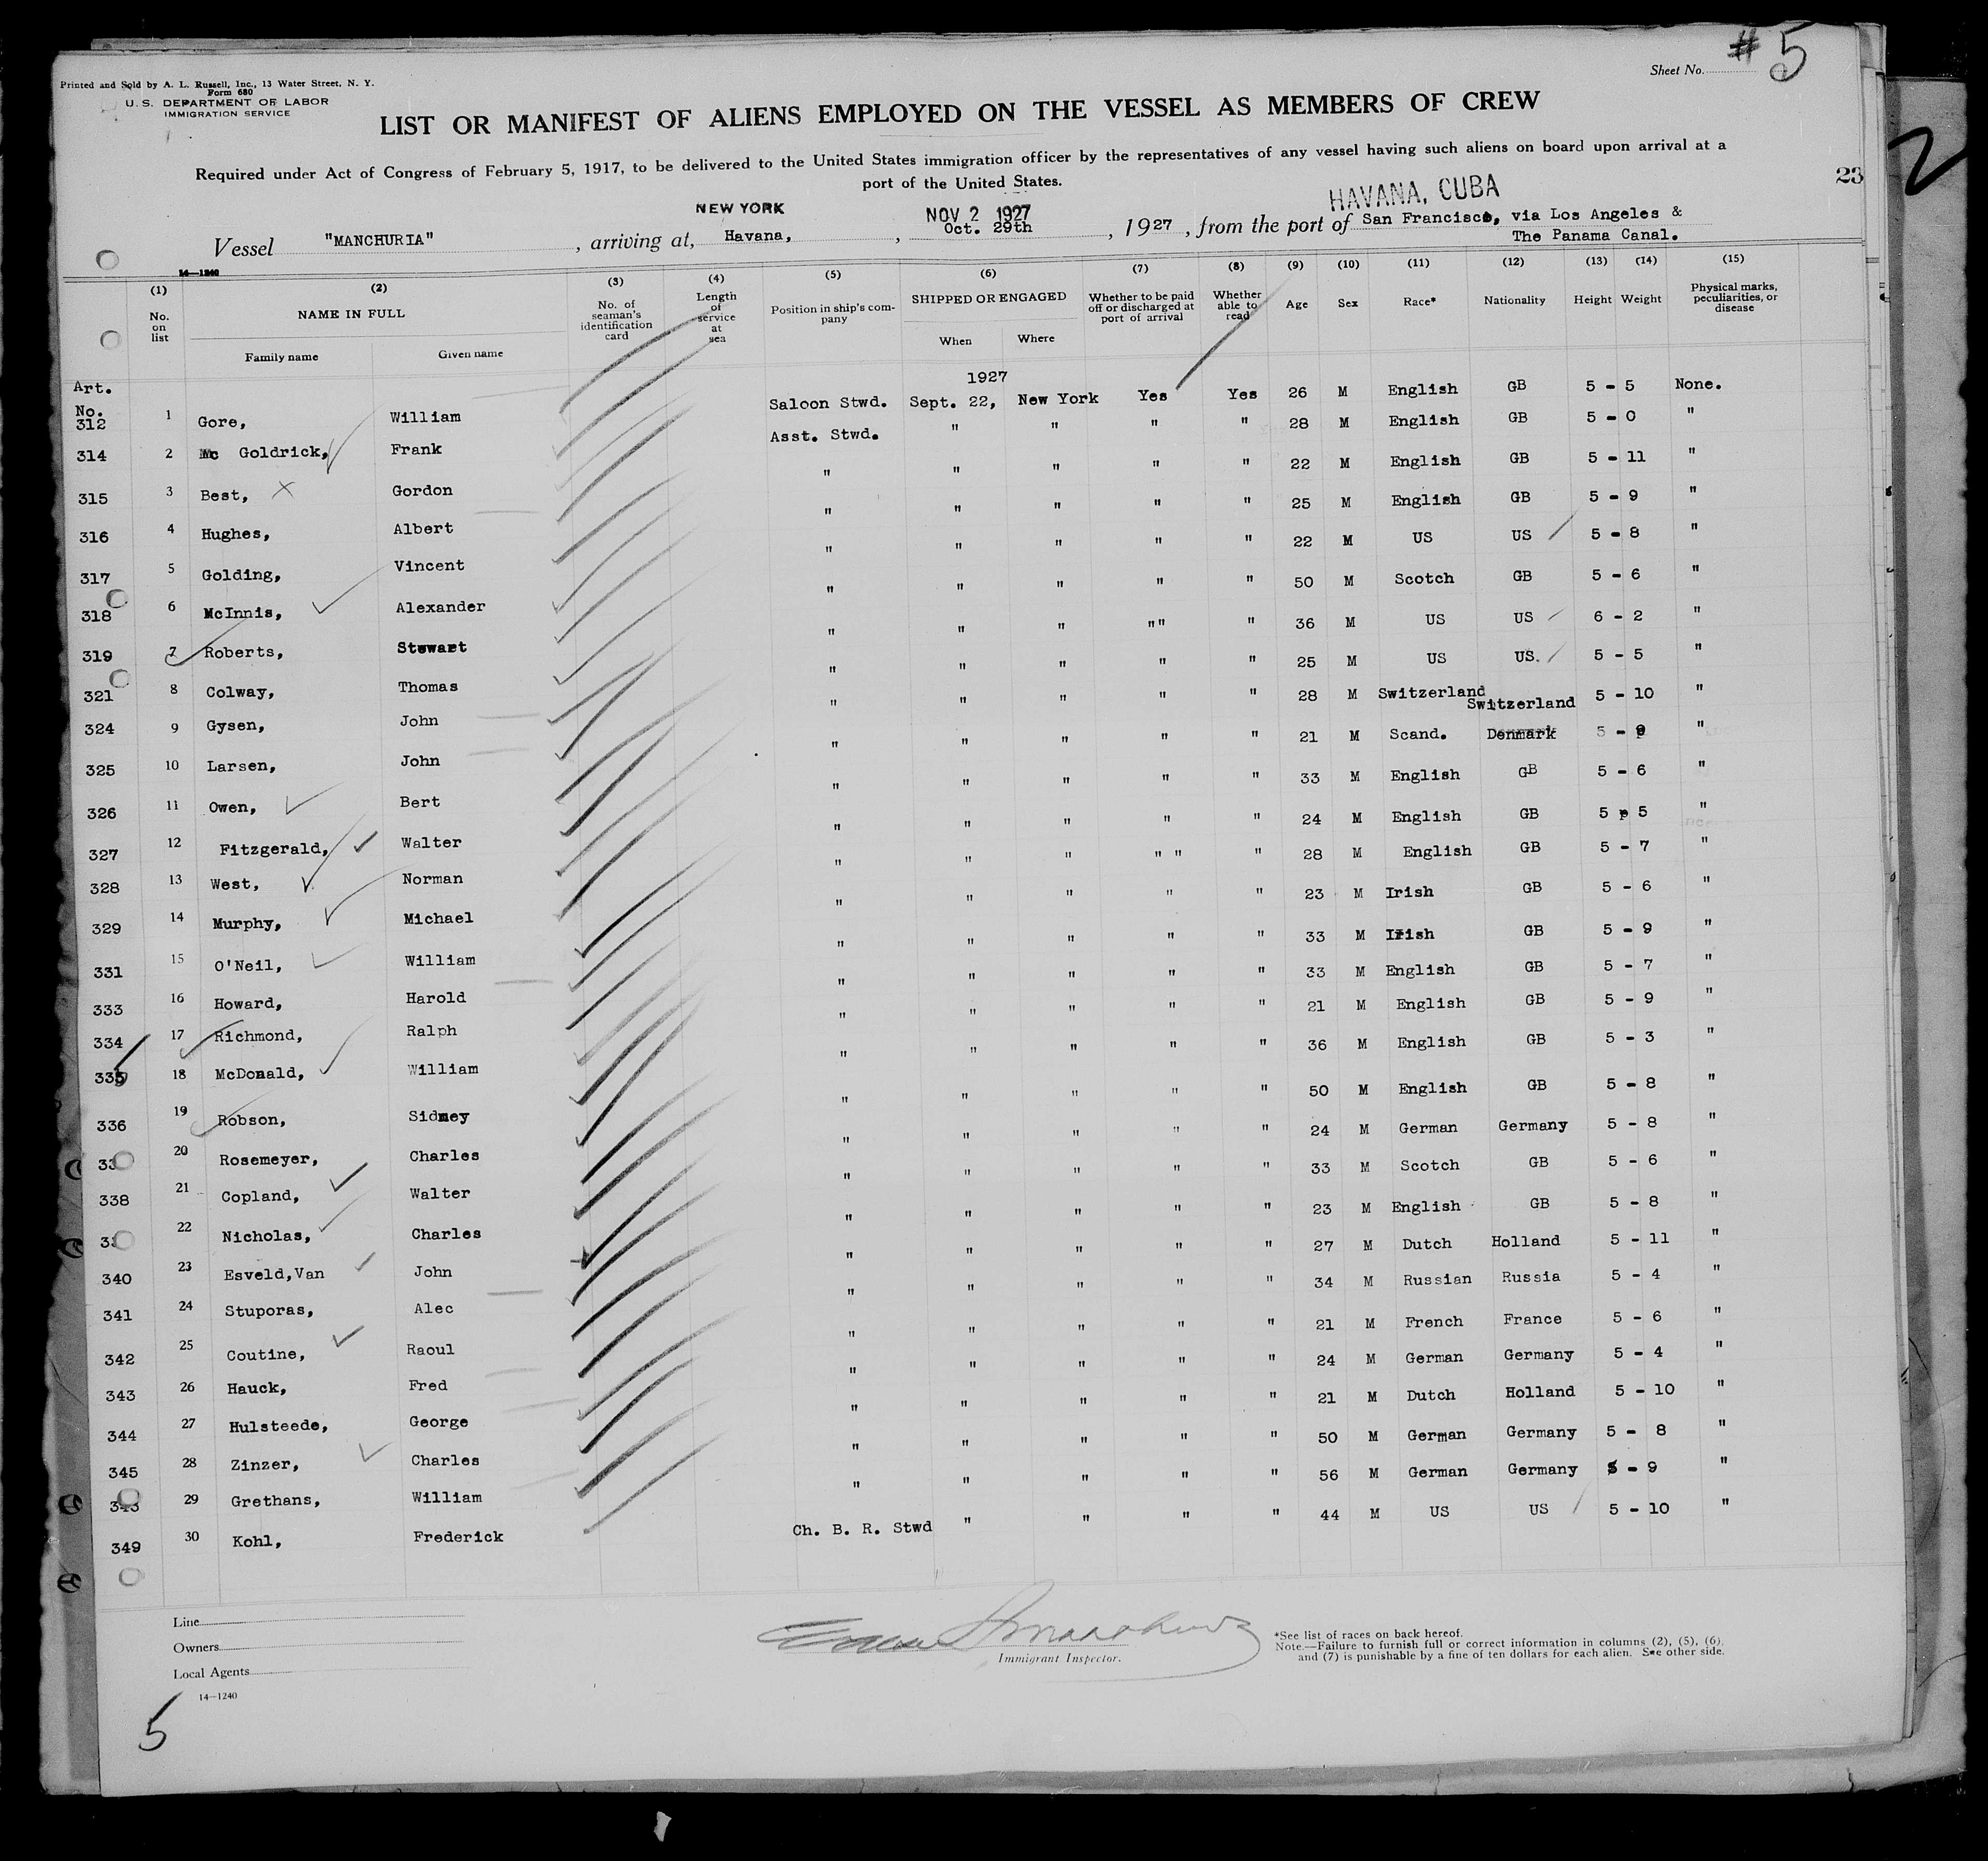 # 5
Sheet No.
Printed and Sold by A. L. Russell, Inc., 13 Water Street, N. Y.
Form 680
U. S. DEPARTMENT OF LABOR
IMMIGRATION SERVICE
LIST OR MANIFEST OF ALIENS EMPLOYED ON THE VESSEL AS MEMBERS OF CREW
Required under Act of Congress of February 5, 1917, to be delivered to the United States immigration officer by the representatives of any vessel having such aliens on board upon arrival at a
port of the United States.
23
2
NEW YORK NOV 2 1927 HAVANA, CUBA
Vessel "MANCHURIA" , arriving at, Havana, , Oct. 29th , 1927 , from the port of San Francisco, via Los Angeles &
The Panama Canal.
14—1240
(1) (2) (3) (4) (5) (6) (7) (8) (9) (10) (11) (12) (13) (14) (15)
No. on list NAME IN FULL Family name Given name No. of seaman's identification card Length of service at sea Position in ship's company SHIPPED OR ENGAGED When Where Whether to be paid off or discharged at port of arrival Whether able to read Age Sex Race* Nationality Height Weight Physical marks, peculiarities, or disease
Art. No. 1927
312 1 Gore, William Saloon Stwd. Sept. 22, New York Yes Yes 26 M English GB 5 - 5 None.
314 2 Mc Goldrick, Frank Asst. Stwd. " " " " 28 M English GB 5 - 0 "
315 3 Best, Gordon " " " " " 22 M English GB 5 - 11 "
316 4 Hughes, Albert " " " " " 25 M English GB 5 - 9 "
317 5 Golding, Vincent " " " " " 22 M US US 5 - 8 "
318 6 McInnis, Alexander " " " " " 50 M Scotch GB 5 - 6 "
319 7 Roberts, Stewart " " " "" " 36 M US US 6 - 2 "
321 8 Colway, Thomas " " " " " 25 M US US. 5 - 5 "
324 9 Gysen, John " " " " " 28 M Switzerland Switzerland 5 - 10 "
325 10 Larsen, John " " " " " 21 M Scand. Denmark 5 - "
326 11 Owen, Bert " " " " " 33 M English GB 5 - 6 "
327 12 Fitzgerald, Walter " " " " " 24 M English GB 5 p 5 "
328 13 West, Norman " " " " " " 28 M English GB 5 - 7 "
329 14 Murphy, Michael " " " " " 23 M Irish GB 5 - 6 "
331 15 O'Neil, William " " " " " 33 M Irish GB 5 - 9 "
333 16 Howard, Harold " " " " " 33 M English GB 5 - 7 "
334 17 Richmond, Ralph " " " " " 21 M English GB 5 - 9 "
335 18 McDonald, William " " " " " 36 M English GB 5 - 3 "
336 19 Robson, Sidney " " " " " 50 M English GB 5 - 8 "
20 Rosemeyer, Charles " " " " " 24 M German Germany 5 - 8 "
338 21 Copland, Walter " " " " " 33 M Scotch GB 5 - 6 "
22 Nicholas, Charles " " " " " 23 M English GB 5 - 8 "
340 23 Esveld,Van John " " " " " 27 M Dutch Holland 5 - 11 "
341 24 Stuporas, Alec " " " " " 34 M Russian Russia 5 - 4 "
342 25 Coutine, Raoul " " " " " 21 M French France 5 - 6 "
343 26 Hauck, Fred " " " " " 24 M German Germany 5 - 4 "
344 27 Hulsteede, George " " " " " 21 M Dutch Holland 5 - 10 "
345 28 Zinzer, Charles " " " " " 50 M German Germany 5 - 8 "
29 Grethans, William " " " " " 56 M German Germany 5 - 9 "
349 30 Kohl, Frederick Ch. B. R. Stwd " " " " 44 M US US 5 - 10 "
Line
Owners
Local Agents
14—1240
Immigrant Inspector.
*See list of races on back hereof.
Note.—Failure to furnish full or correct information in columns (2), (5), (6),
and (7) is punishable by a fine of ten dollars for each alien. See other side.
5